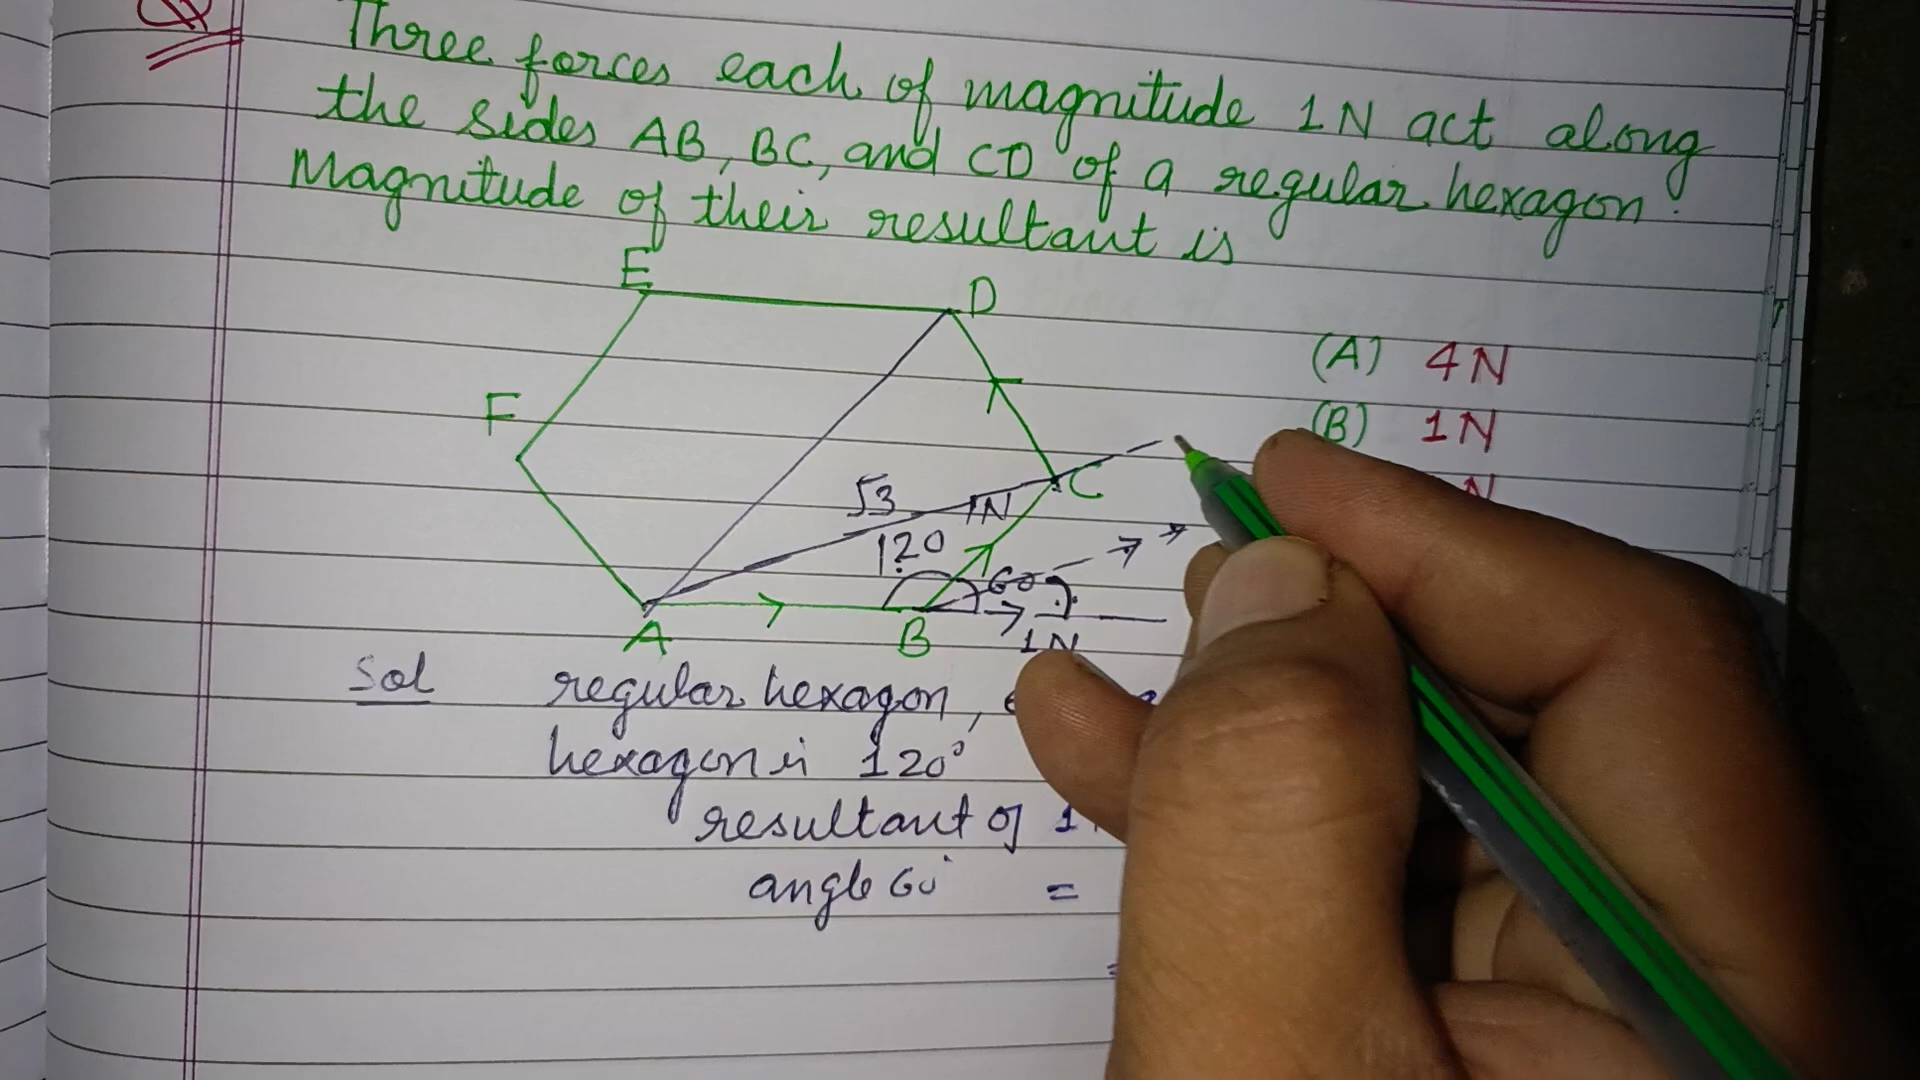 Q
Three forces each of magnitude 1N act along
the sides AB, BC, and CD of a regular hexagon.
Magnitude of their resultant is
E
D
(A) 4N
F
(B) 1N
C
√3
1N
N
120
60
A
B
1N
Sol regular hexagon,
hexagon is 120°
resultant of 1
angle 60°
=
=